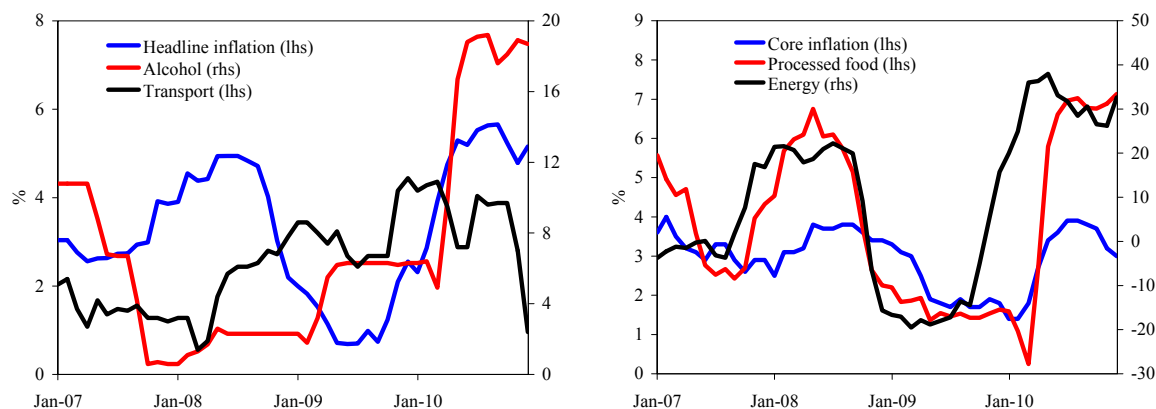 8
7
6
4
2
0
%
20
16
12
8
4
0
Headline inflation (lhs)
Alcohol (rhs)
Transport (lhs)
Jan-07
Jan-08
Jan-09
Jan-10
9
8
7
6
5
4
3
2
1
0
%
50
40
30
20
10
0
-10
-20
-30
Core inflation (lhs)
Processed food (lhs)
Energy (rhs)
Jan-07
Jan-08
Jan-09
Jan-10